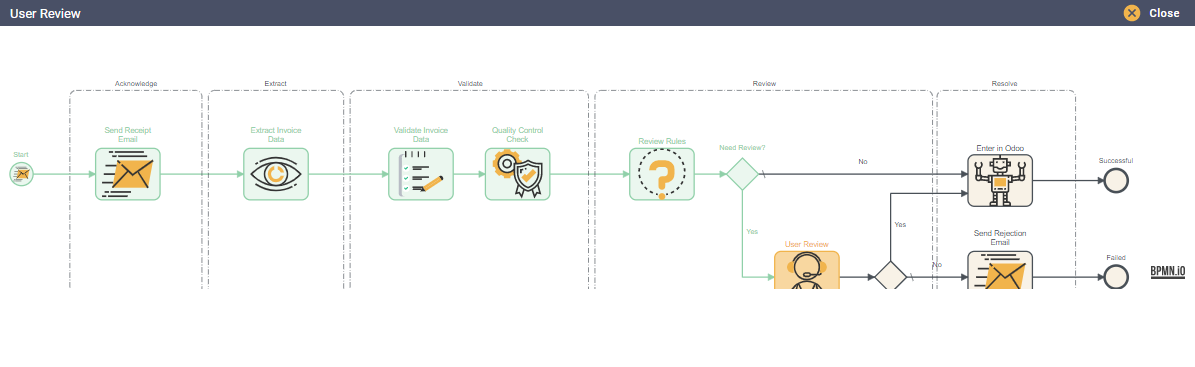 User Review
Close
Acknowledge
Extract
Validate
Review
Resolve
Start
Send Receipt
Email
Extract Invoice
Data
Validate Invoice
Data
Quality Control
Check
Review Rules
Need Review?
No
Enter in Odoo
Successful
Yes
User Review
Yes
No
Send Rejection
Email
Failed
BPMN.iO